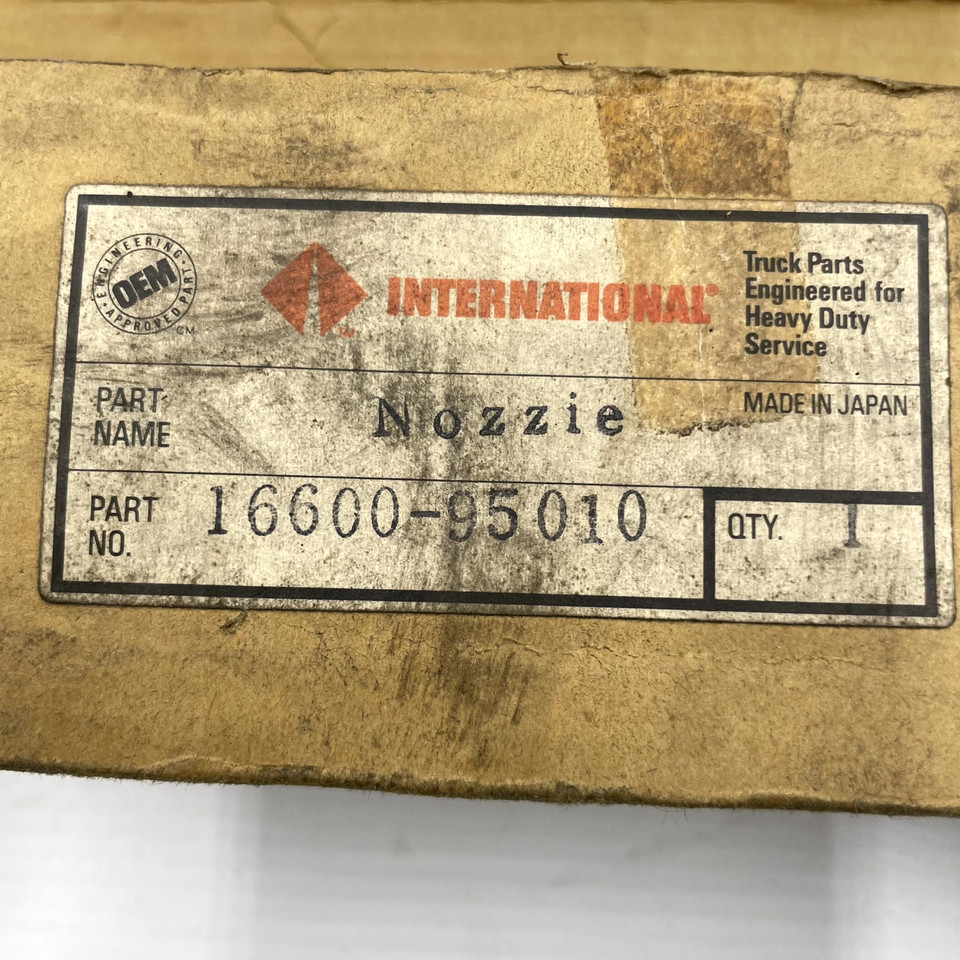 ENGINEERING
OEM
APPROVED PART
CM
INTERNATIONAL®
Truck Parts
Engineered for
Heavy Duty
Service
PART NAME
Nozzie
MADE IN JAPAN
PART NO.
16600-95010
QTY.
1